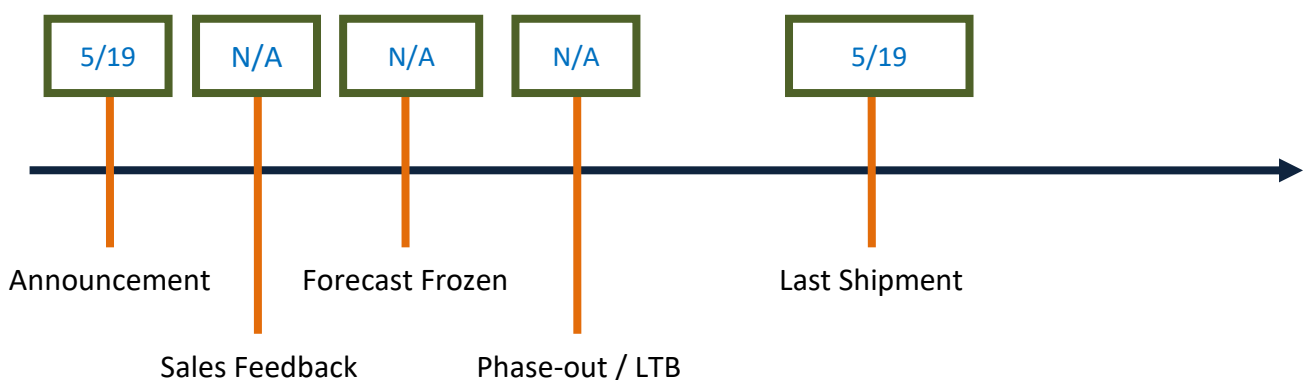 5/19
N/A
N/A
N/A
5/19
Announcement
Forecast Frozen
Last Shipment
Sales Feedback
Phase-out / LTB